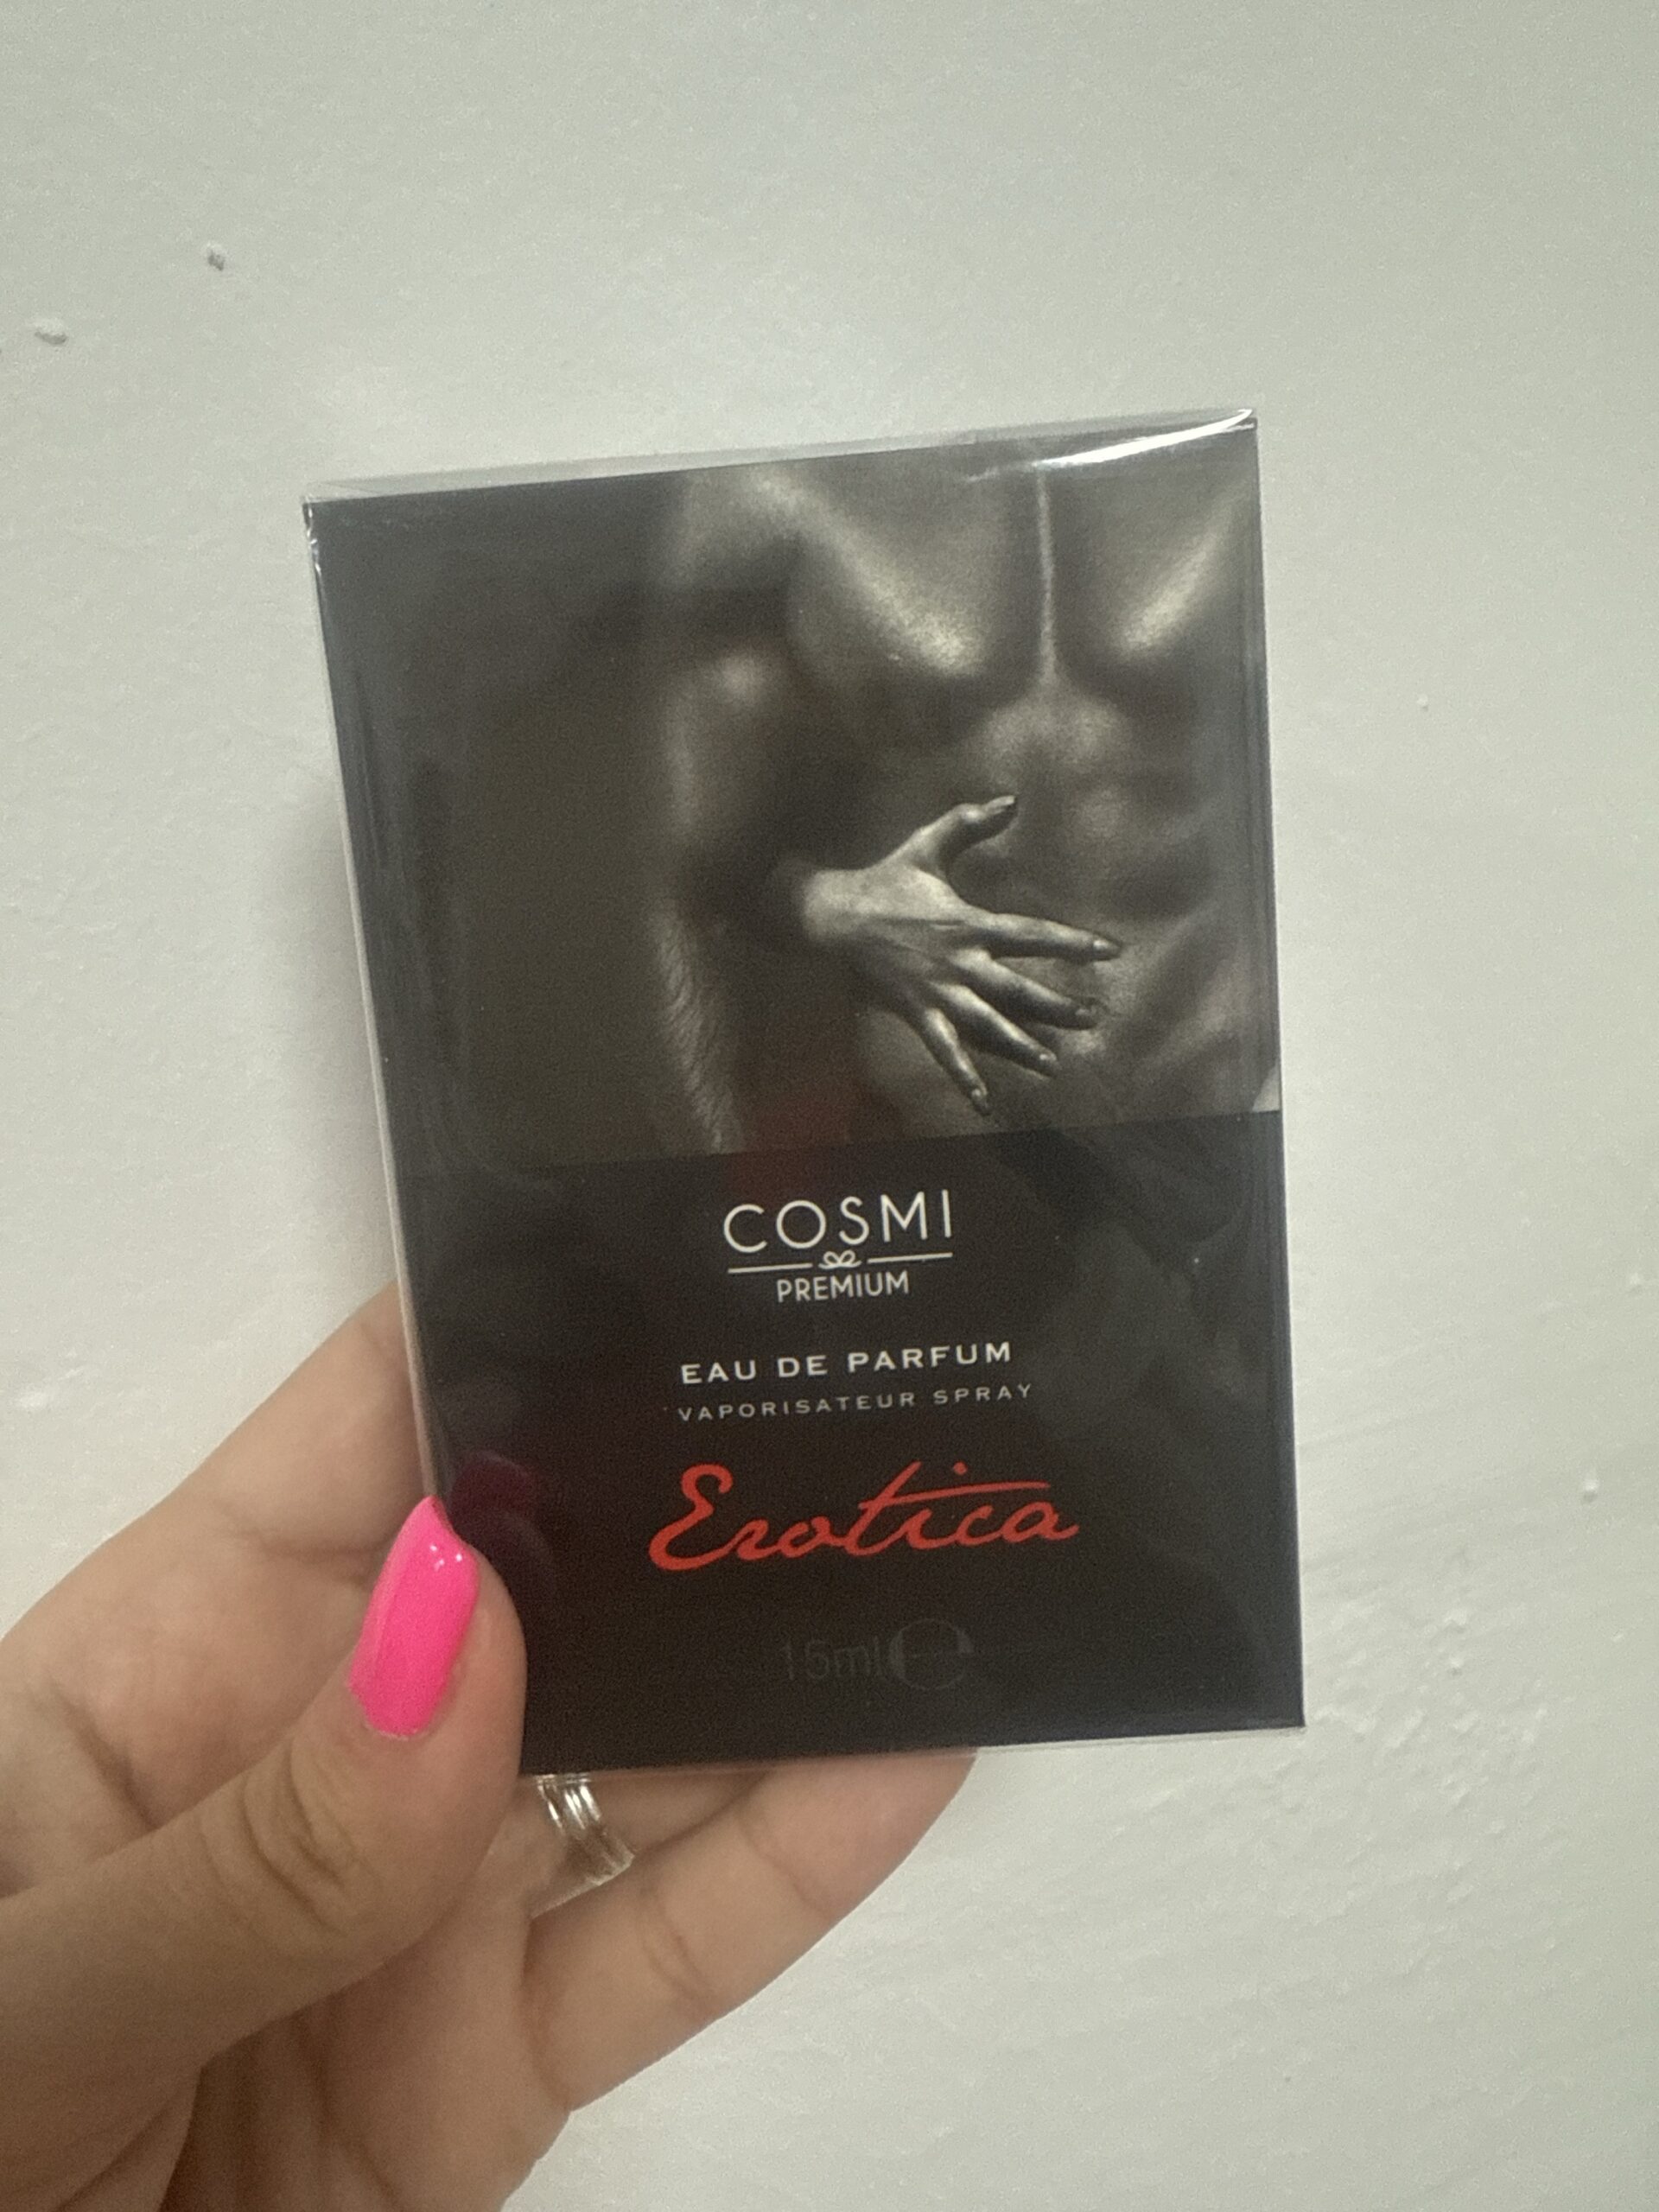 COSMI
PREMIUM
EAU DE PARFUM
VAPORISATEUR SPRAY
Erotica
15ml℮